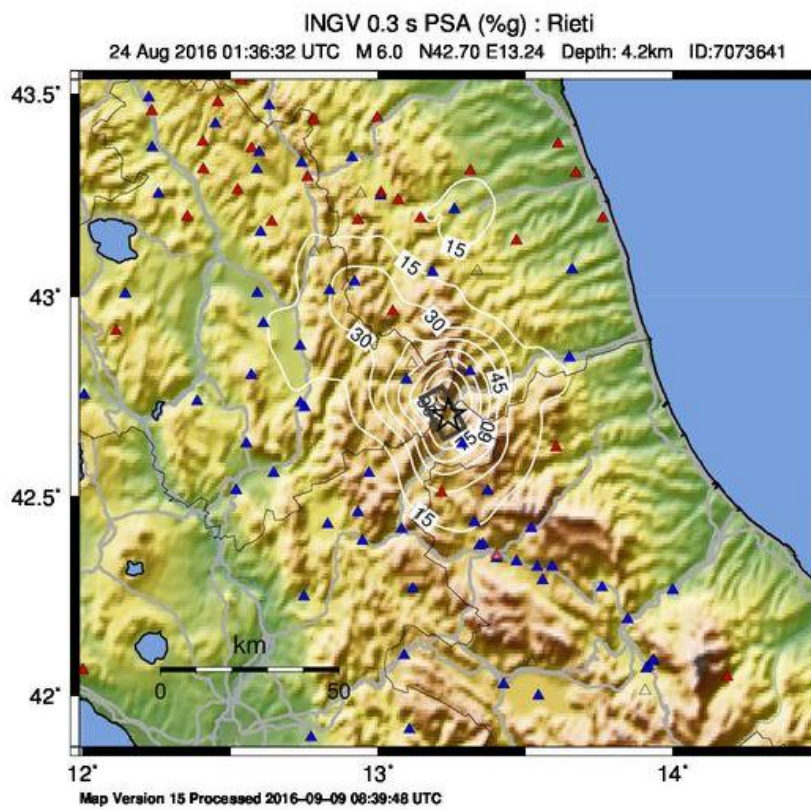 INGV 0.3 s PSA (%g) : Rieti
24 Aug 2016 01:36:32 UTC M 6.0 N42.70 E13.24 Depth: 4.2km ID:7073641
43.5˚
15
15
43˚
30
30
45
60
75
42.5˚
15
km
0 50
42˚
12˚ 13˚ 14˚
Map Version 15 Processed 2016–09–09 08:39:48 UTC